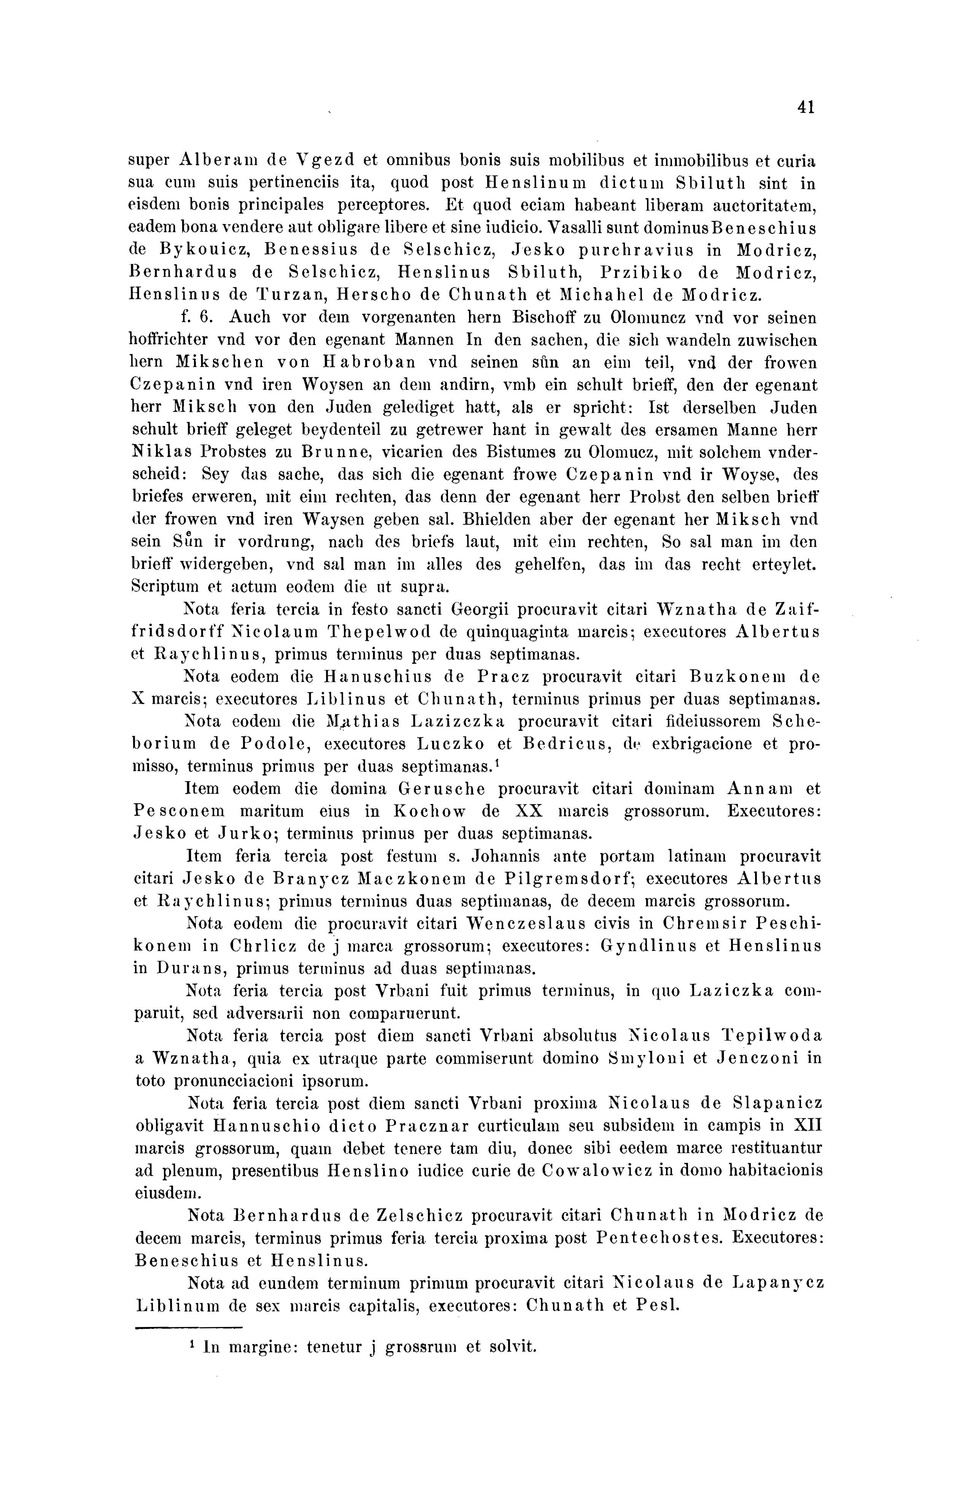 41
super Alberam de Vgezd et omnibus bonis suis mobilibus et inmobilibus et curia
sua cum suis pertinenciis ita, quod post Henslinum dictum Sbiluth sint in
eisdem bonis principales perceptores. Et quod eciam habeant liberam auctoritatem,
eadem bona vendere aut obligare libere et sine iudicio. Vasalli sunt dominus Beneschius
de Bykouicz, Benessius de Selschicz, Jesko purchravius in Modricz,
Bernhardus de Selschicz, Henslinus Sbiluth, Przibiko de Modricz,
Henslinus de Turzan, Herscho de Chunath et Michahel de Modricz.
f. 6. Auch vor dem vorgenanten hern Bischoff zu Olomuncz vnd vor seinen
hoffrichter vnd vor den egenant Mannen In den sachen, die sich wandeln zuwischen
hern Mikschen von Habroban vnd seinen sůn an eim teil, vnd der frowen
Czepanin vnd iren Woysen an dem andirn, vmb ein schult brieff, den der egenant
herr Miksch von den Juden gelediget hatt, als er spricht: Ist derselben Juden
schult brieff geleget beydenteil zu getrewer hant in gewalt des ersamen Manne herr
Niklas Probstes zu Brunne, vicarien des Bistumes zu Olomucz, mit solchem vnder-
scheid: Sey das sache, das sich die egenant frowe Czepanin vnd ir Woyse, des
briefes erweren, mit eim rechten, das denn der egenant herr Probst den selben brieff
der frowen vnd iren Waysen geben sal. Bhielden aber der egenant her Miksch vnd
sein Sůn ir vordrung, nach des briefs laut, mit eim rechten, So sal man im den
brieff widergeben, vnd sal man im alles des gehelfen, das im das recht erteylet.
Scriptum et actum eodem die ut supra.
Nota feria tercia in festo sancti Georgii procuravit citari Wznatha de Zaif-
fridsdorff Nicolaum Thepelwod de quinquaginta marcis; executores Albertus
et Raychlinus, primus terminus per duas septimanas.
Nota eodem die Hanuschius de Pracz procuravit citari Buzkonem de
X marcis; executores Liblinus et Chunath, terminus primus per duas septimanas.
Nota eodem die Mathias Lazizczka procuravit citari fideiussorem Sche-
borium de Podole, executores Luczko et Bedricus, de exbrigacione et pro-
misso, terminus primus per duas septimanas.¹
Item eodem die domina Gerusche procuravit citari dominam Annam et
Pesconem maritum eius in Kochow de XX marcis grossorum. Executores:
Jesko et Jurko; terminus primus per duas septimanas.
Item feria tercia post festum s. Johannis ante portam latinam procuravit
citari Jesko de Branycz Maczkonem de Pilgremsdorf; executores Albertus
et Raychlinus; primus terminus duas septimanas, de decem marcis grossorum.
Nota eodem die procuravit citari Wenczeslaus civis in Chremsir Peschi-
konem in Chrlicz de j marca grossorum; executores: Gyndlinus et Henslinus
in Durans, primus terminus ad duas septimanas.
Nota feria tercia post Vrbani fuit primus terminus, in quo Laziczka com-
paruit, sed adversarii non comparuerunt.
Nota feria tercia post diem sancti Vrbani absolutus Nicolaus Tepilwoda
a Wznatha, quia ex utraque parte commiserunt domino Smyloni et Jenczoni in
toto pronuncciacioni ipsorum.
Nota feria tercia post diem sancti Vrbani proxima Nicolaus de Slapanicz
obligavit Hannuschio dicto Pracznar curticulam seu subsidem in campis in XII
marcis grossorum, quam debet tenere tam diu, donec sibi eedem marce restituantur
ad plenum, presentibus Henslino iudice curie de Cowalowicz in domo habitacionis
eiusdem.
Nota Bernhardus de Zelschicz procuravit citari Chunath in Modricz de
decem marcis, terminus primus feria tercia proxima post Pentechostes. Executores:
Beneschius et Henslinus.
Nota ad eundem terminum primum procuravit citari Nicolaus de Lapanycz
Liblinum de sex marcis capitalis, executores: Chunath et Pesl.
¹ In margine: tenetur j grossrum et solvit.